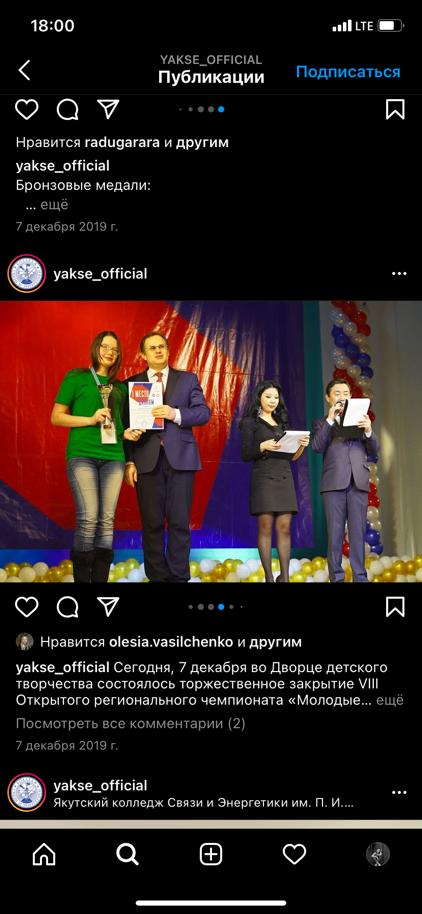 18:00
LTE
YAKSE_OFFICIAL
Публикации
Подписаться
Нравится radugarara и другим
yakse_official
Бронзовые медали:
... ещё
7 декабря 2019 г.
yakse_official
МЕСТО
Нравится olesia.vasilchenko и другим
yakse_official Сегодня, 7 декабря во Дворце детского
творчества состоялось торжественное закрытие VIII
Открытого регионального чемпионата «Молодые... ещё
Посмотреть все комментарии (2)
7 декабря 2019 г.
yakse_official
Якутский колледж Связи и Энергетики им. П. И....